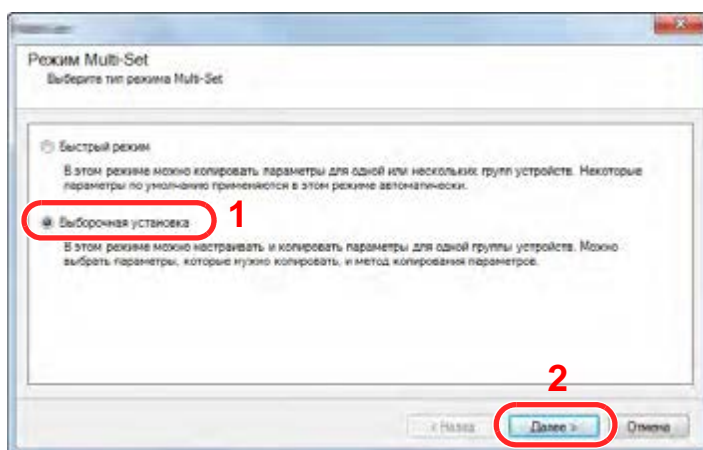 Режим Multi-Set
Выберите тип режима Multi-Set
Быстрый режим
В этом режиме можно копировать параметры для одной или нескольких групп устройств. Некоторые
параметры по умолчанию применяются в этом режиме автоматически.
Выборочная установка
1
В этом режиме можно настраивать и копировать параметры для одной группы устройств. Можно
выбрать параметры, которые нужно копировать, и метод копирования параметров.
2
< Назад
Далее >
Отмена